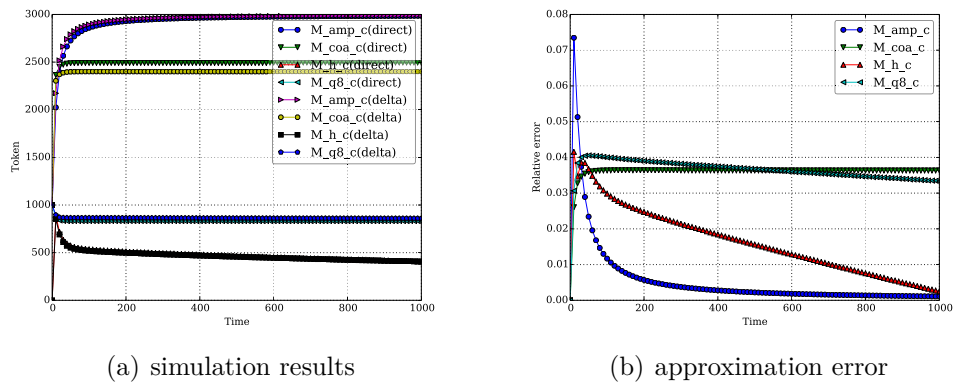 3000
2500
2000
1500
1000
500
0
0
200
400
600
800
1000
Time
Token
M_amp_c(direct)
M_coa_c(direct)
M_h_c(direct)
M_q8_c(direct)
M_amp_c(delta)
M_coa_c(delta)
M_h_c(delta)
M_q8_c(delta)
(a) simulation results
0.08
0.07
0.06
0.05
0.04
0.03
0.02
0.01
0.00
0
200
400
600
800
1000
Time
Relative error
M_amp_c
M_coa_c
M_h_c
M_q8_c
(b) approximation error